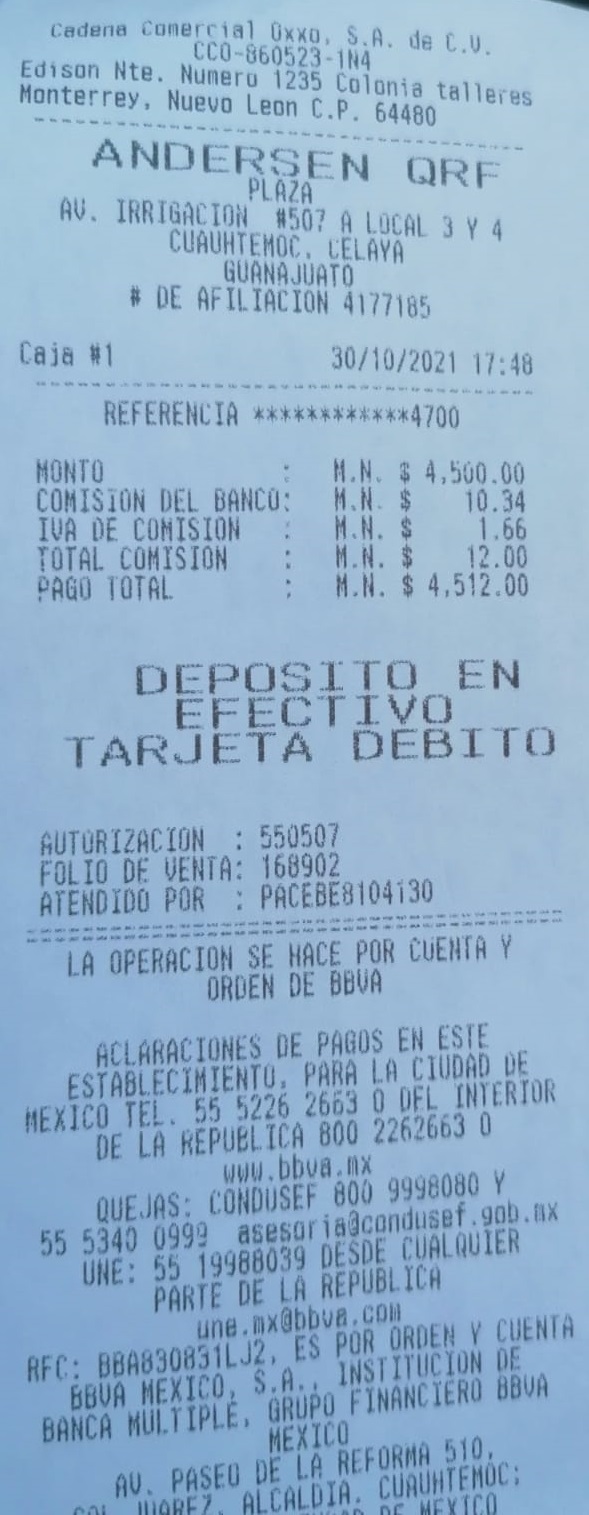 Cadena Comercial Oxxo, S.A. de C.V.
CCO-860523-1N4
Edison Nte. Numero 1235 Colonia talleres
Monterrey, Nuevo Leon C.P. 64480
ANDERSEN QRF
PLAZA
AV. IRRIGACION #507 A LOCAL 3 Y 4
CUAUHTEMOC, CELAYA
GUANAJUATO
# DE AFILIACION 4177185
Caja #1 30/10/2021 17:48
REFERENCIA ************4700
MONTO : M.N. $ 4,500.00
COMISION DEL BANCO: M.N. $ 10.34
IVA DE COMISION : M.N. $ 1.66
TOTAL COMISION : M.N. $ 12.00
PAGO TOTAL : M.N. $ 4,512.00
DEPOSITO EN
EFECTIVO
TARJETA DEBITO
AUTORIZACION : 550507
FOLIO DE VENTA: 168902
ATENDIDO POR : PACEBE8104130
LA OPERACION SE HACE POR CUENTA Y
ORDEN DE BBVA
ACLARACIONES DE PAGOS EN ESTE
ESTABLECIMIENTO, PARA LA CIUDAD DE
MEXICO TEL. 55 5226 2663 O DEL INTERIOR
DE LA REPUBLICA 800 2262663 O
www.bbva.mx
QUEJAS: CONDUSEF 800 9998080 Y
55 5340 0999 asesoria@condusef.gob.mx
UNE: 55 19988039 DESDE CUALQUIER
PARTE DE LA REPUBLICA
une.mx@bbva.com
RFC: BBA830831LJ2, ES POR ORDEN Y CUENTA
BBVA MEXICO, S.A., INSTITUCION DE
BANCA MULTIPLE, GRUPO FINANCIERO BBVA
MEXICO
AV. PASEO DE LA REFORMA 510,
COL. JUAREZ, ALCALDIA, CUAUHTEMOC;
DE MEXICO